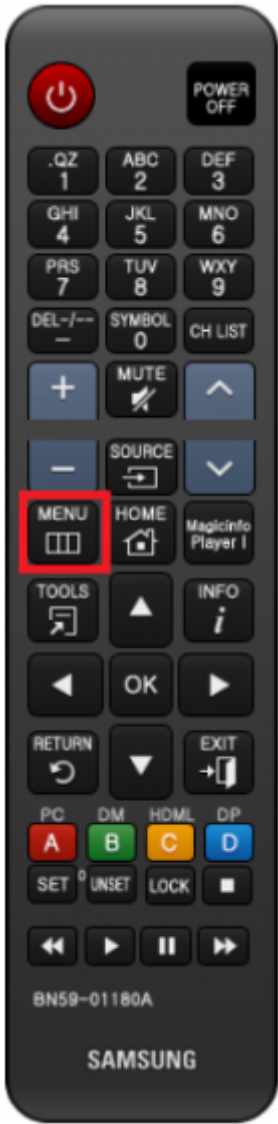 POWER
OFF
.QZ ABC DEF
1 2 3
GHI JKL MNO
4 5 6
PRS TUV WXY
7 8 9
DEL-/-- SYMBOL CH LIST
– 0
+ MUTE
– SOURCE
MENU HOME MagicInfo
Player I
TOOLS INFO
i
OK
RETURN EXIT
PC DM HDMI DP
A B C D
SET UNSET LOCK
BN59-01180A
SAMSUNG